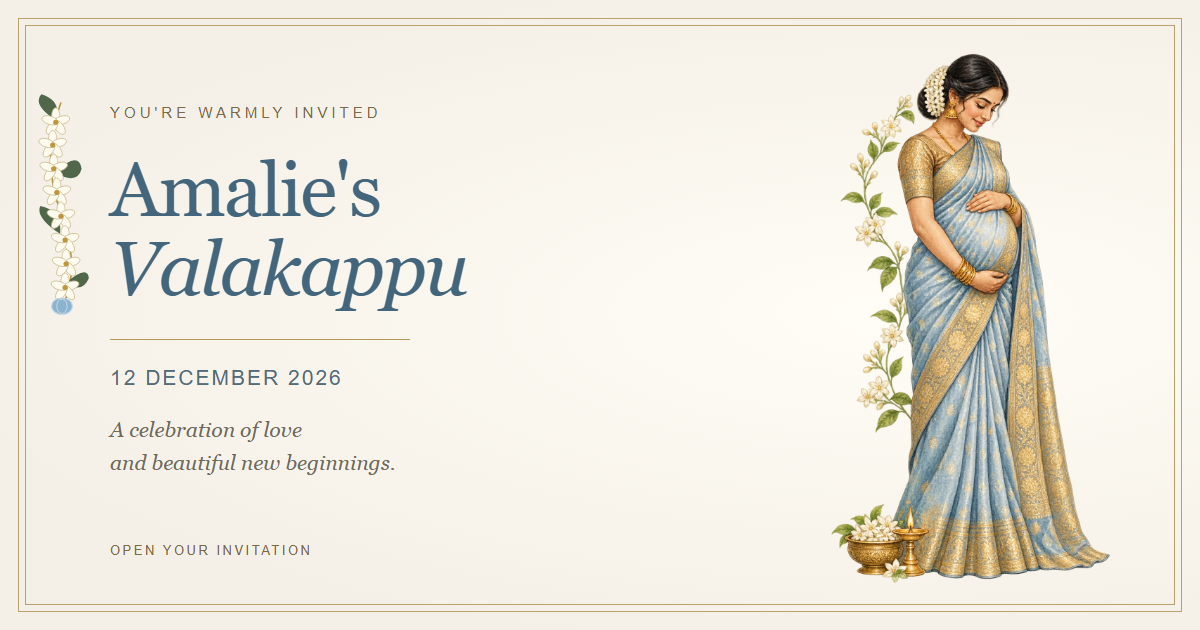 YOU'RE WARMLY INVITED
Amalie's
Valakappu
12 DECEMBER 2026
A celebration of love
and beautiful new beginnings.
OPEN YOUR INVITATION